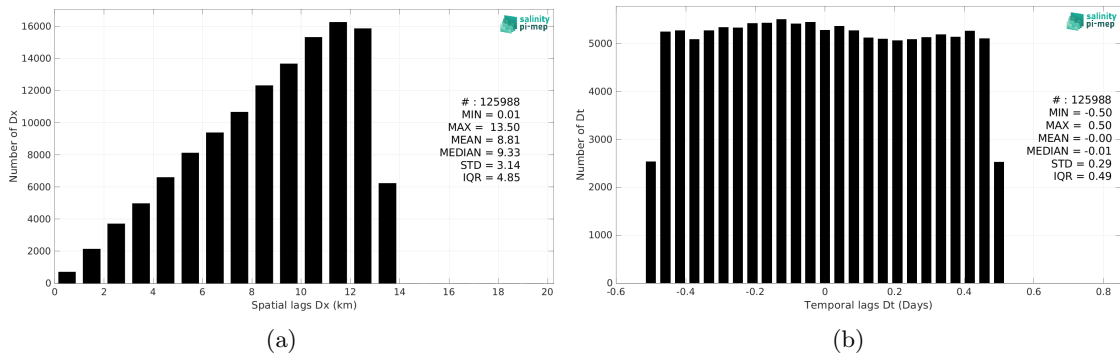 16000
14000
12000
10000
8000
6000
4000
2000
0
Number of Dx
salinity
pi-mep
# : 125988
MIN = 0.01
MAX = 13.50
MEAN = 8.81
MEDIAN = 9.33
STD = 3.14
IQR = 4.85
0 2 4 6 8 10 12 14 16 18 20
Spatial lags Dx (km)
(a)
5000
4000
3000
2000
1000
0
Number of Dt
salinity
pi-mep
# : 125988
MIN = -0.50
MAX = 0.50
MEAN = -0.00
MEDIAN = -0.01
STD = 0.29
IQR = 0.49
-0.6 -0.4 -0.2 0 0.2 0.4 0.6 0.8
Temporal lags Dt (Days)
(b)